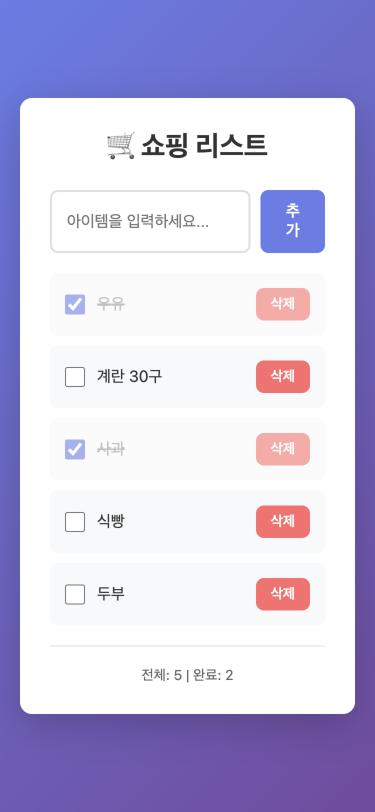 🛒 쇼핑 리스트
아이템을 입력하세요...
추
가
우유 삭제
계란 30구 삭제
사과 삭제
식빵 삭제
두부 삭제
전체: 5 | 완료: 2